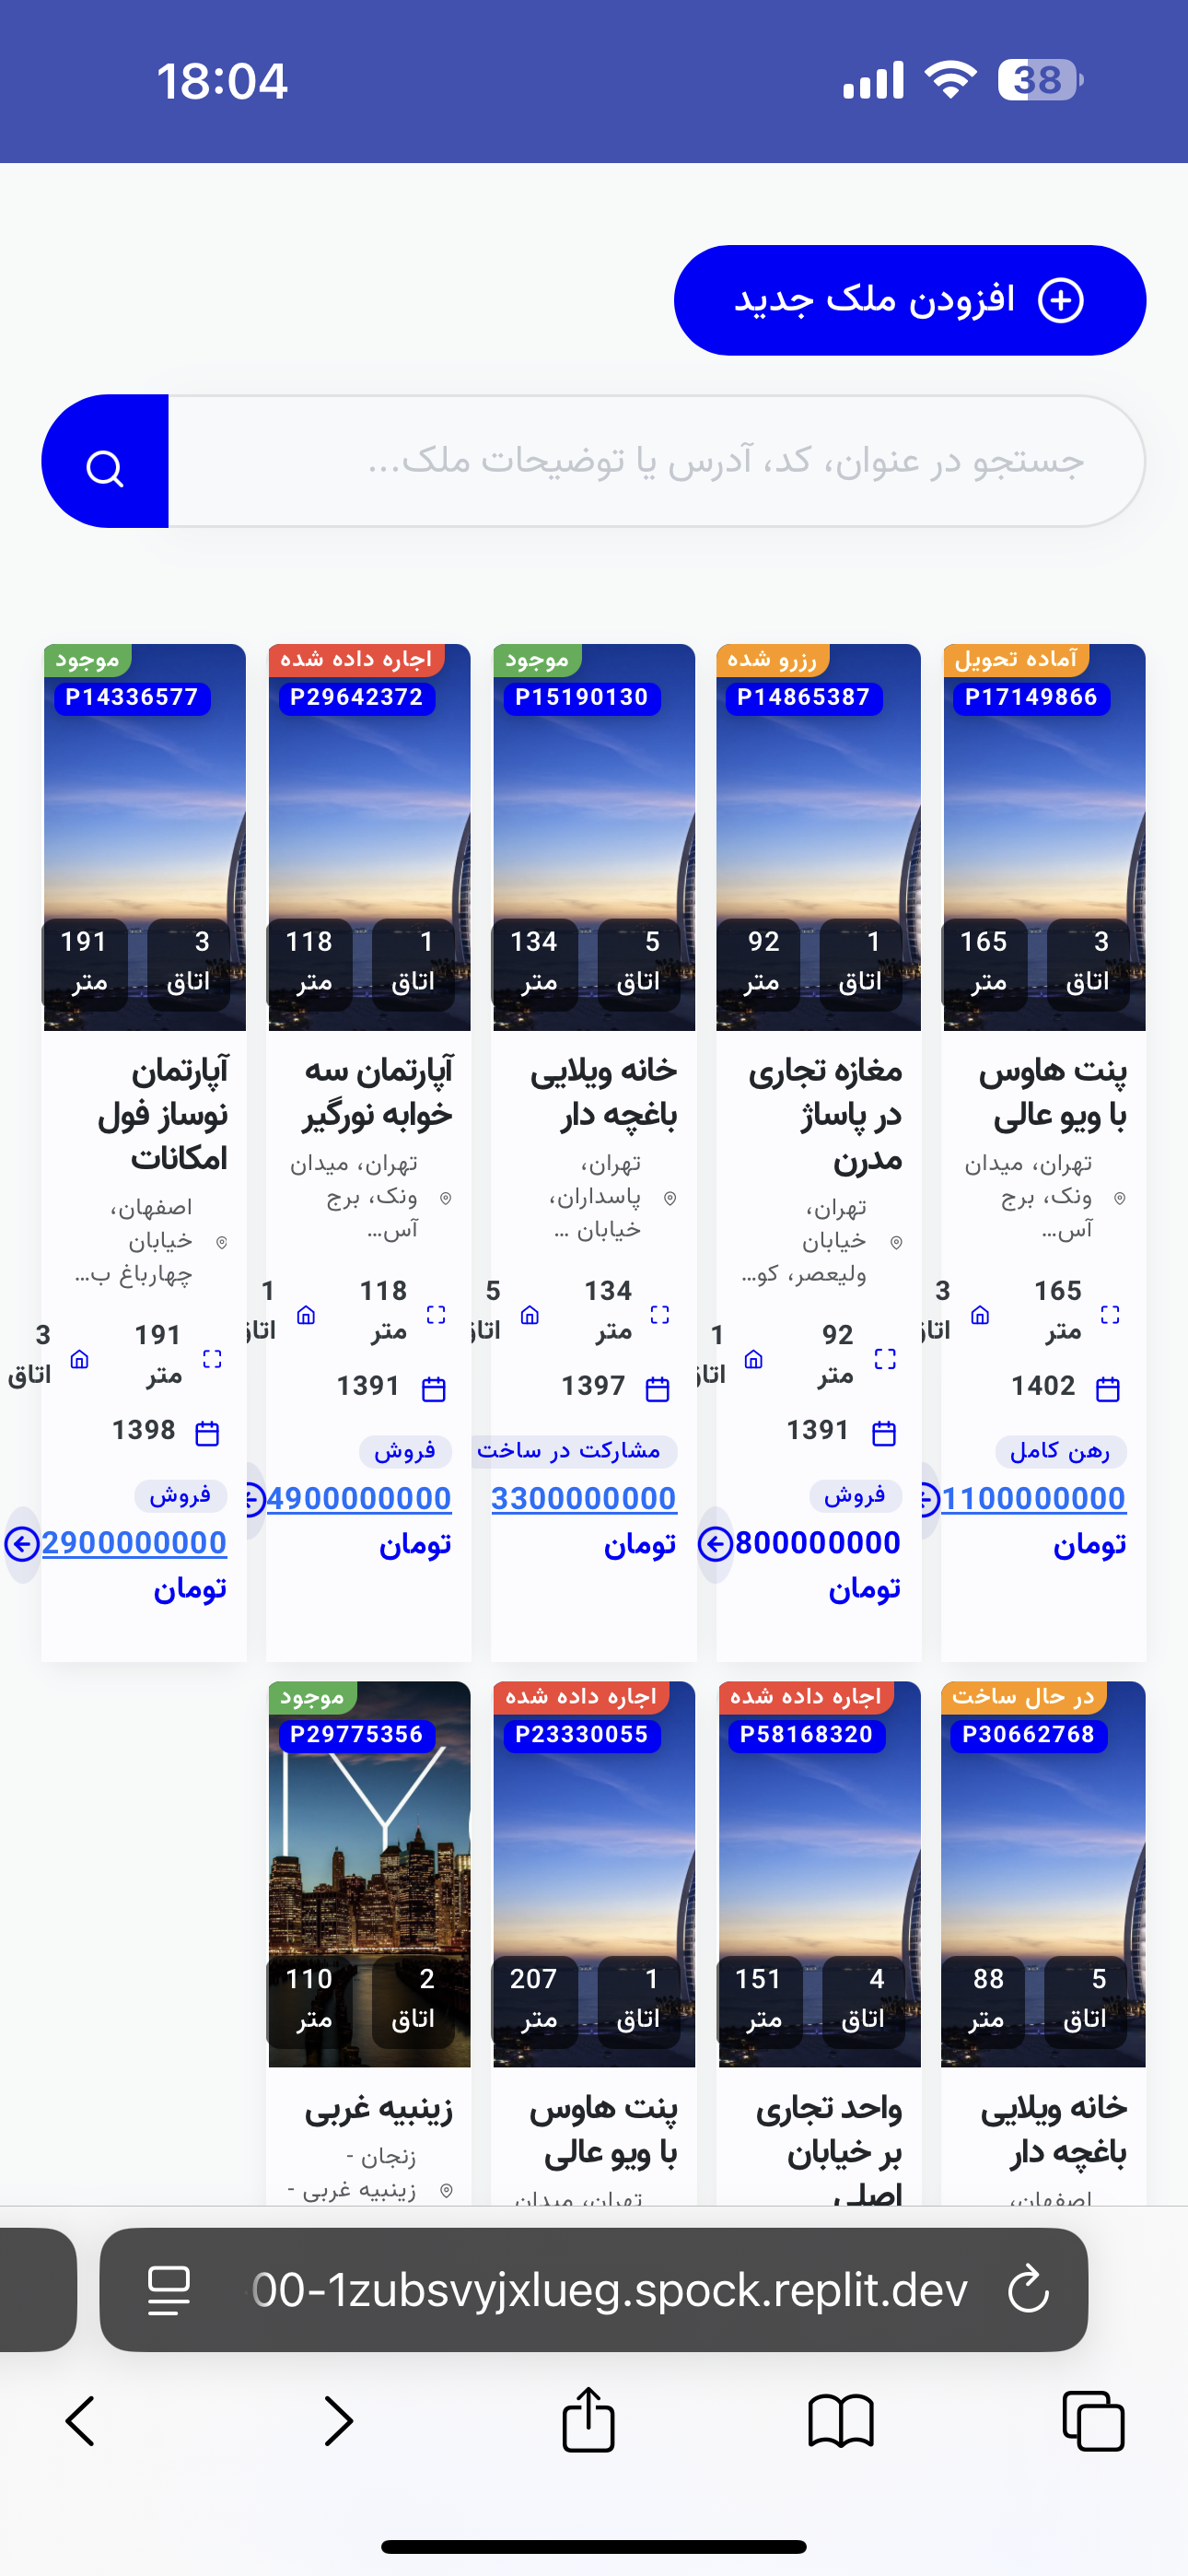 18:04
38
افزودن ملک جدید
جستجو در عنوان، کد، آدرس یا توضیحات ملک...
آماده تحویل
P17149866
3
اتاق
165
متر
پنت هاوس
با ویو عالی
تهران، میدان
ونک، برج
آس...
165
متر
3
اتاق
1402
رهن کامل
1100000000
تومان
رزرو شده
P14865387
1
اتاق
92
متر
مغازه تجاری
در پاساژ
مدرن
تهران،
خیابان
ولیعصر، کو...
92
متر
1
اتاق
1391
فروش
800000000
تومان
موجود
P15190130
5
اتاق
134
متر
خانه ویلایی
باغچه دار
تهران،
پاسداران،
خیابان ...
134
متر
5
اتاق
1397
مشارکت در ساخت
3300000000
تومان
اجاره داده شده
P29642372
1
اتاق
118
متر
آپارتمان سه
خوابه نورگیر
تهران، میدان
ونک، برج
آس...
118
متر
1
اتاق
1391
فروش
4900000000
تومان
موجود
P14336577
3
اتاق
191
متر
آپارتمان
نوساز فول
امکانات
اصفهان،
خیابان
چهارباغ ب...
191
متر
3
اتاق
1398
فروش
2900000000
تومان
در حال ساخت
P30662768
5
اتاق
88
متر
خانه ویلایی
باغچه دار
اصفهان،
اجاره داده شده
P58168320
4
اتاق
151
متر
واحد تجاری
بر خیابان
اصلی
اجاره داده شده
P23330055
1
اتاق
207
متر
پنت هاوس
با ویو عالی
تهران، میدان
موجود
P29775356
2
اتاق
110
متر
زینبیه غربی
زنجان -
زینبیه غربی -
00-1zubsvyjxlueg.spock.replit.dev